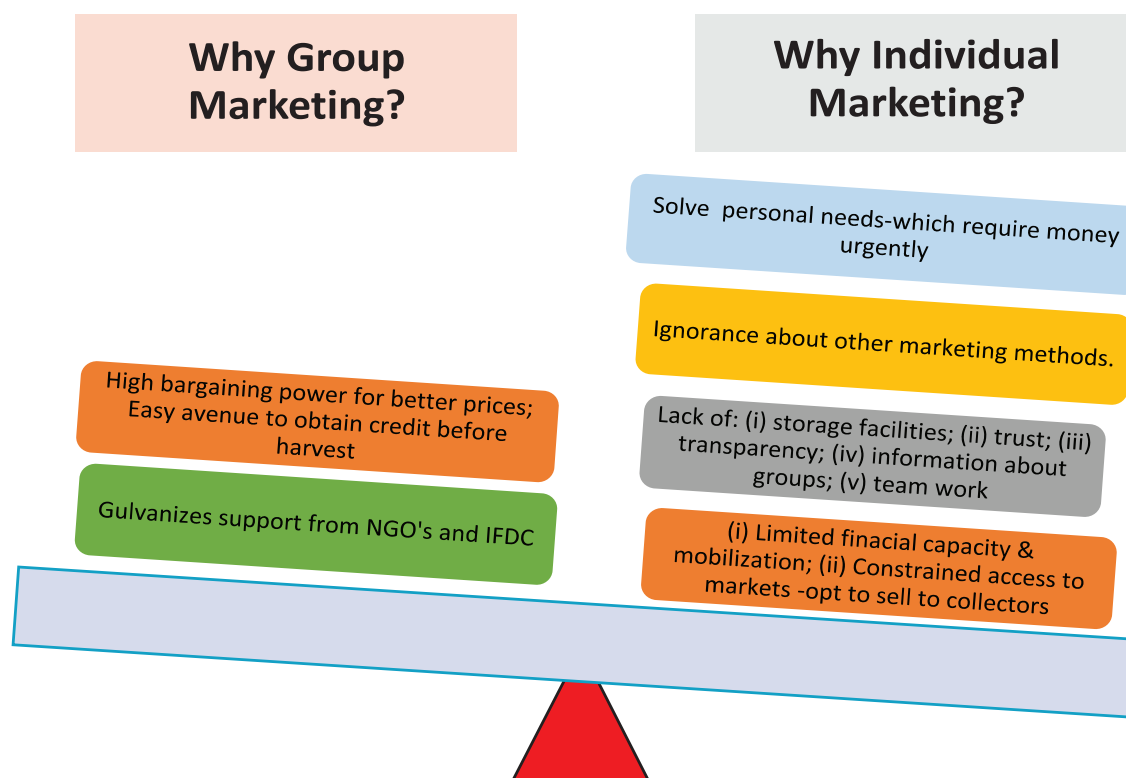 Why Group
Marketing?
High bargaining power for better prices;
Easy avenue to obtain credit before
harvest
Gulvanizes support from NGO's and IFDC
Why Individual
Marketing?
Solve  personal needs-which require money
urgently
Ignorance about other marketing methods.
Lack of: (i) storage facilities; (ii) trust; (iii)
transparency; (iv) information about
groups; (v) team work
(i) Limited finacial capacity &
mobilization; (ii) Constrained access to
markets -opt to sell to collectors